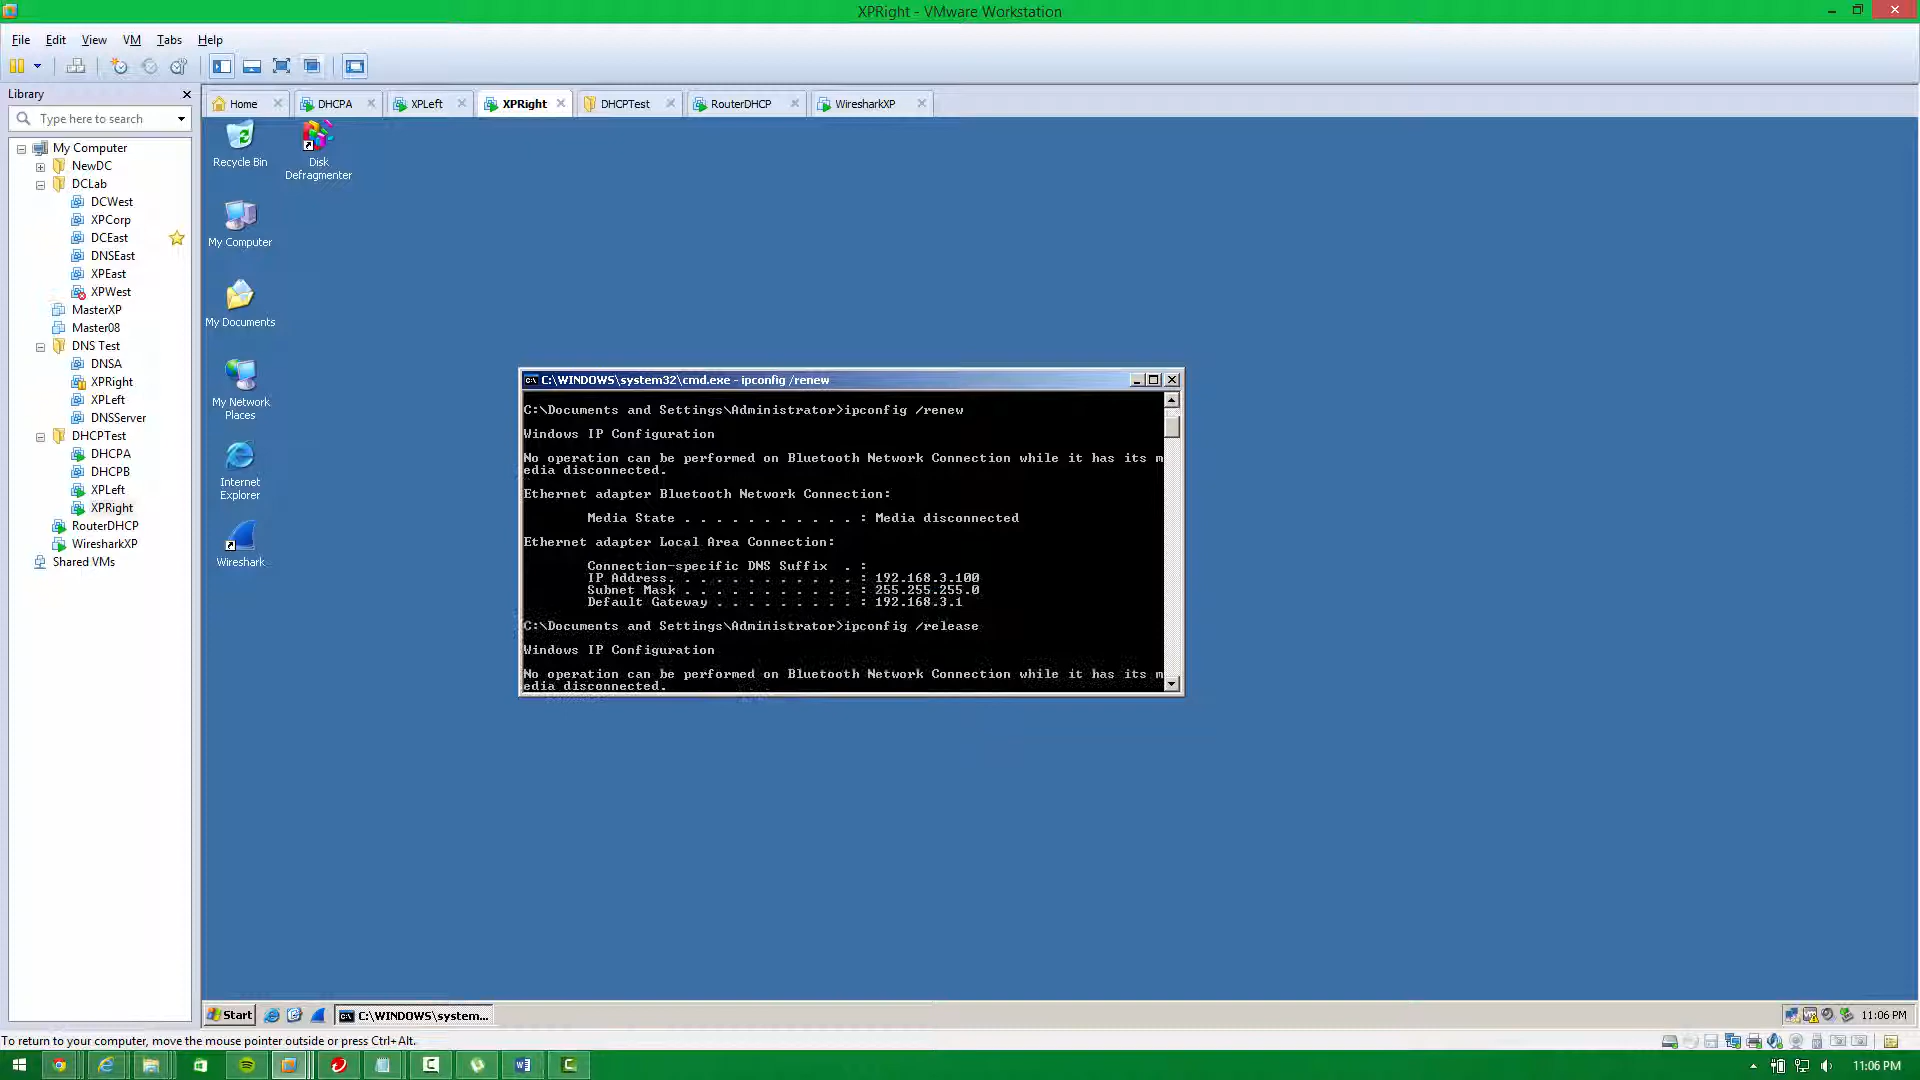 XPRight - VMware Workstation
File Edit View VM Tabs Help
Library
Type here to search
My Computer
NewDC
DCLab
DCWest
XPCorp
DCEast
DNSEast
XPEast
XPWest
MasterXP
Master08
DNS Test
DNSA
XPRight
XPLeft
DNSServer
DHCPTest
DHCPA
DHCPB
XPLeft
XPRight
RouterDHCP
WiresharkXP
Shared VMs
Home DHCPA XPLeft XPRight DHCPTest RouterDHCP WiresharkXP
Recycle Bin
Disk
Defragmenter
My Computer
My Documents
My Network
Places
Internet
Explorer
Wireshark
C:\WINDOWS\system32\cmd.exe - ipconfig /renew
C:\Documents and Settings\Administrator>ipconfig /renew
Windows IP Configuration
No operation can be performed on Bluetooth Network Connection while it has its m
edia disconnected.
Ethernet adapter Bluetooth Network Connection:
Media State . . . . . . . . . . . : Media disconnected
Ethernet adapter Local Area Connection:
Connection-specific DNS Suffix  . :
IP Address. . . . . . . . . . . . : 192.168.3.100
Subnet Mask . . . . . . . . . . . : 255.255.255.0
Default Gateway . . . . . . . . . : 192.168.3.1
C:\Documents and Settings\Administrator>ipconfig /release
Windows IP Configuration
No operation can be performed on Bluetooth Network Connection while it has its m
edia disconnected.
Start
C:\WINDOWS\system...
11:06 PM
To return to your computer, move the mouse pointer outside or press Ctrl+Alt.
11:06 PM